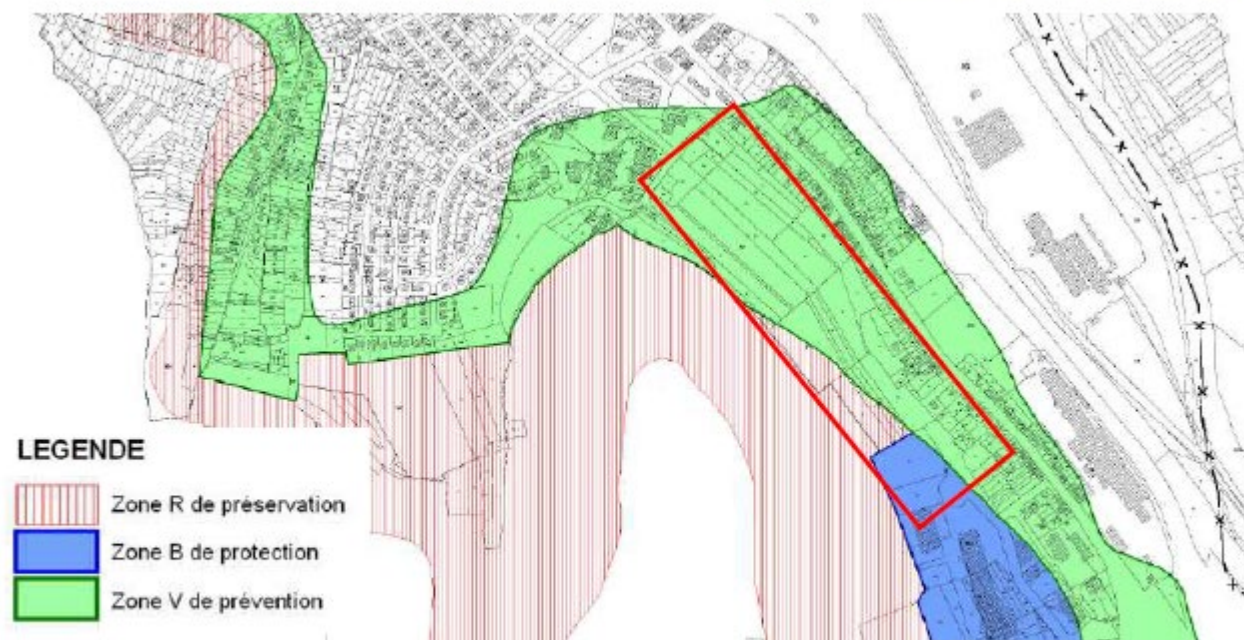 LEGENDE
Zone R de préservation
Zone B de protection
Zone V de prévention